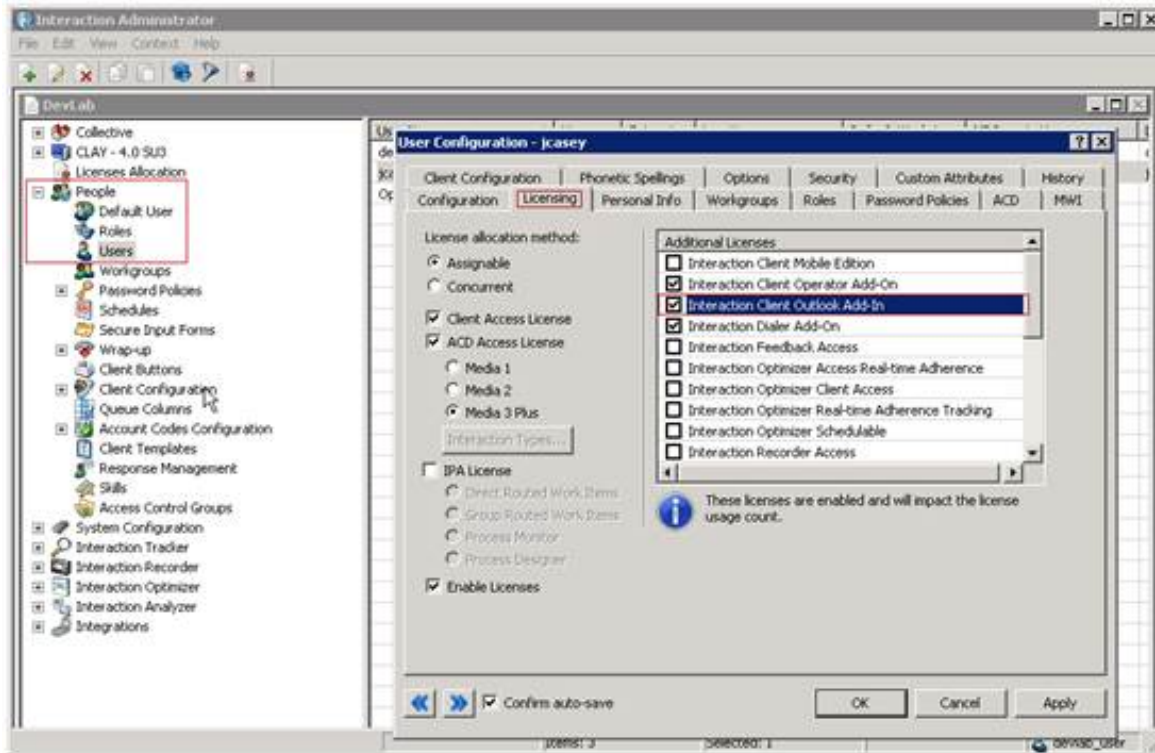 Interaction Administrator
File Edit View Context Help
DevLab
Collective
CLAY - 4.0 SU3
Licenses Allocation
People
Default User
Roles
Users
Workgroups
Password Policies
Schedules
Secure Input Forms
Wrap-up
Client Buttons
Client Configuration
Queue Columns
Account Codes Configuration
Client Templates
Response Management
Skills
Access Control Groups
System Configuration
Interaction Tracker
Interaction Recorder
Interaction Optimizer
Interaction Analyzer
Integrations
Us
de
jca
Op
User Configuration - jcasey
Client Configuration Phonetic Spellings Options Security Custom Attributes History
Configuration Licensing Personal Info Workgroups Roles Password Policies ACD MWI
License allocation method:
Assignable
Concurrent
Client Access License
ACD Access License
Media 1
Media 2
Media 3 Plus
Interaction Types...
IPA License
Direct Routed Work Items
Group Routed Work Items
Process Monitor
Process Designer
Enable Licenses
Additional Licenses
Interaction Client Mobile Edition
Interaction Client Operator Add-On
Interaction Client Outlook Add-In
Interaction Dialer Add-On
Interaction Feedback Access
Interaction Optimizer Access Real-time Adherence
Interaction Optimizer Client Access
Interaction Optimizer Real-time Adherence Tracking
Interaction Optimizer Schedulable
Interaction Recorder Access
These licenses are enabled and will impact the license
usage count.
Confirm auto-save
OK Cancel Apply
Items: 3 Selected: 1 devlab_user